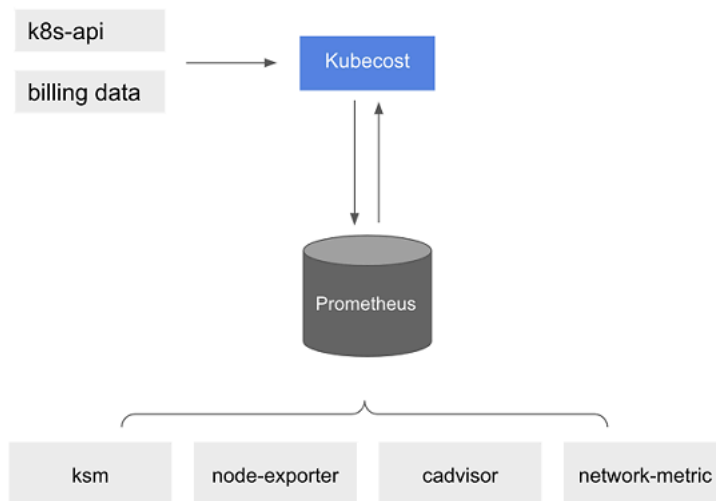 k8s-api
Kubecost
billing data
Prometheus
ksm
node-exporter
cadvisor
network-metric